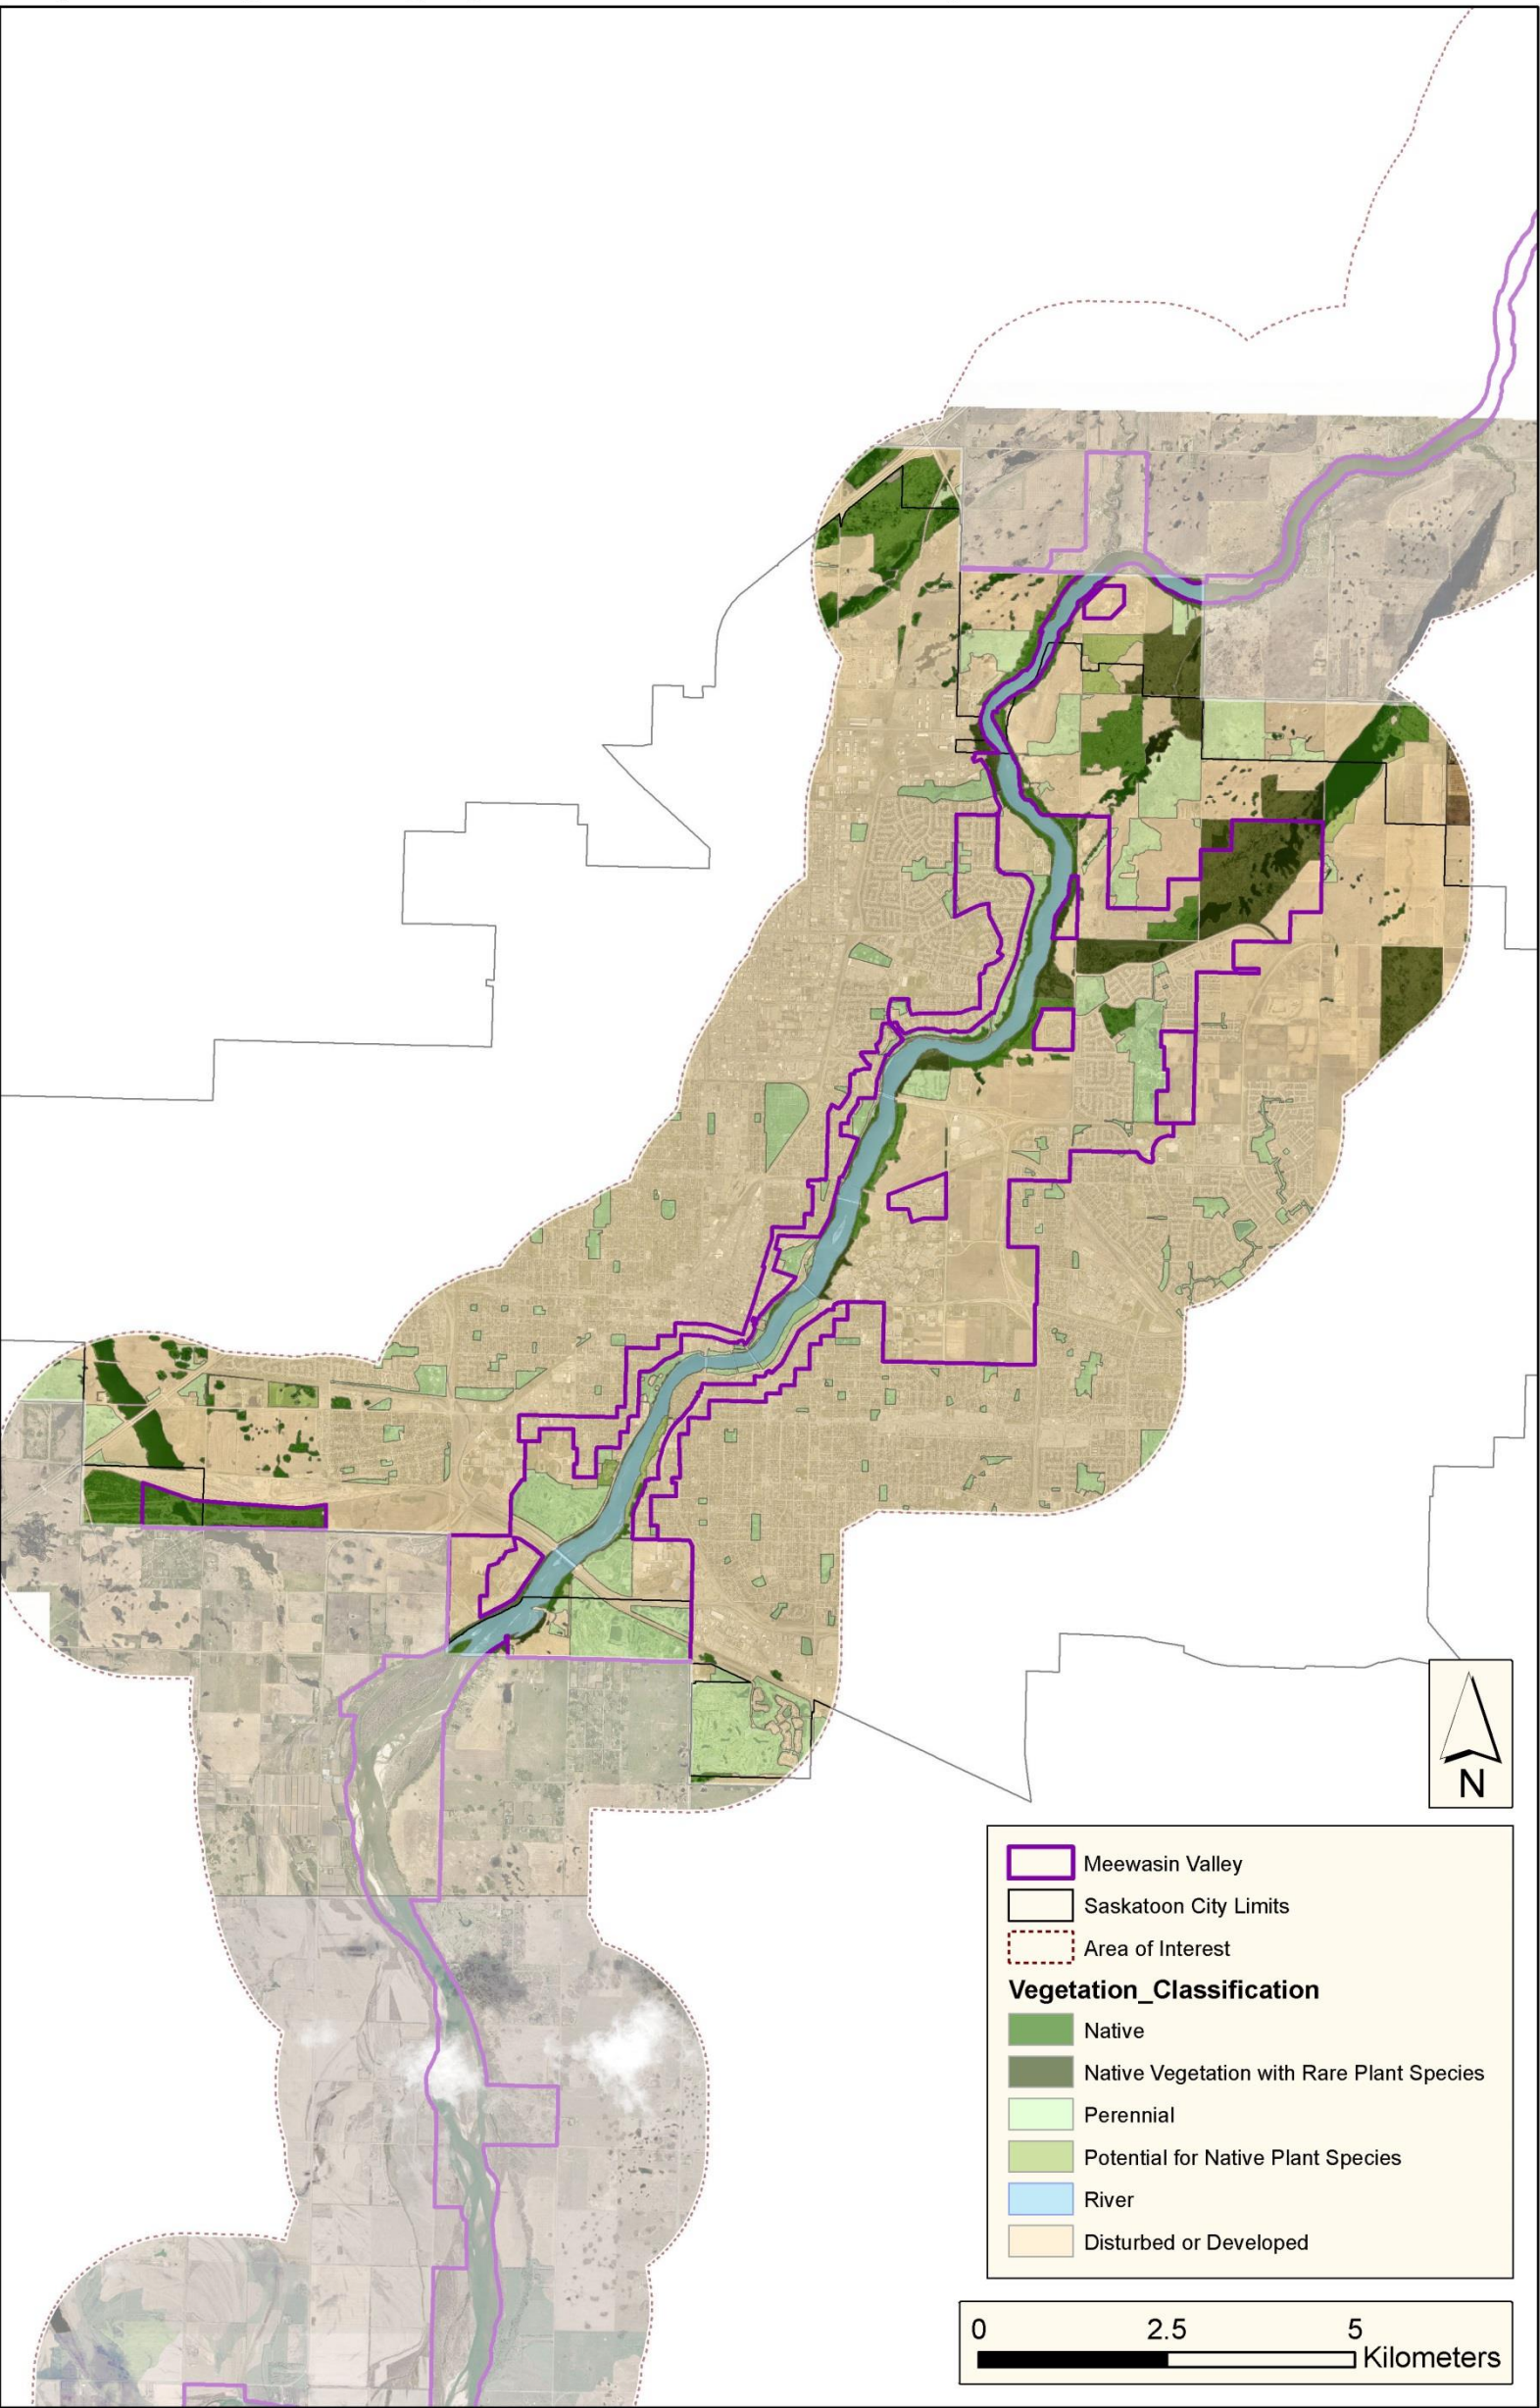 N
Meewasin Valley
Saskatoon City Limits
Area of Interest
Vegetation_Classification
Native
Native Vegetation with Rare Plant Species
Perennial
Potential for Native Plant Species
River
Disturbed or Developed
0 2.5 5
Kilometers